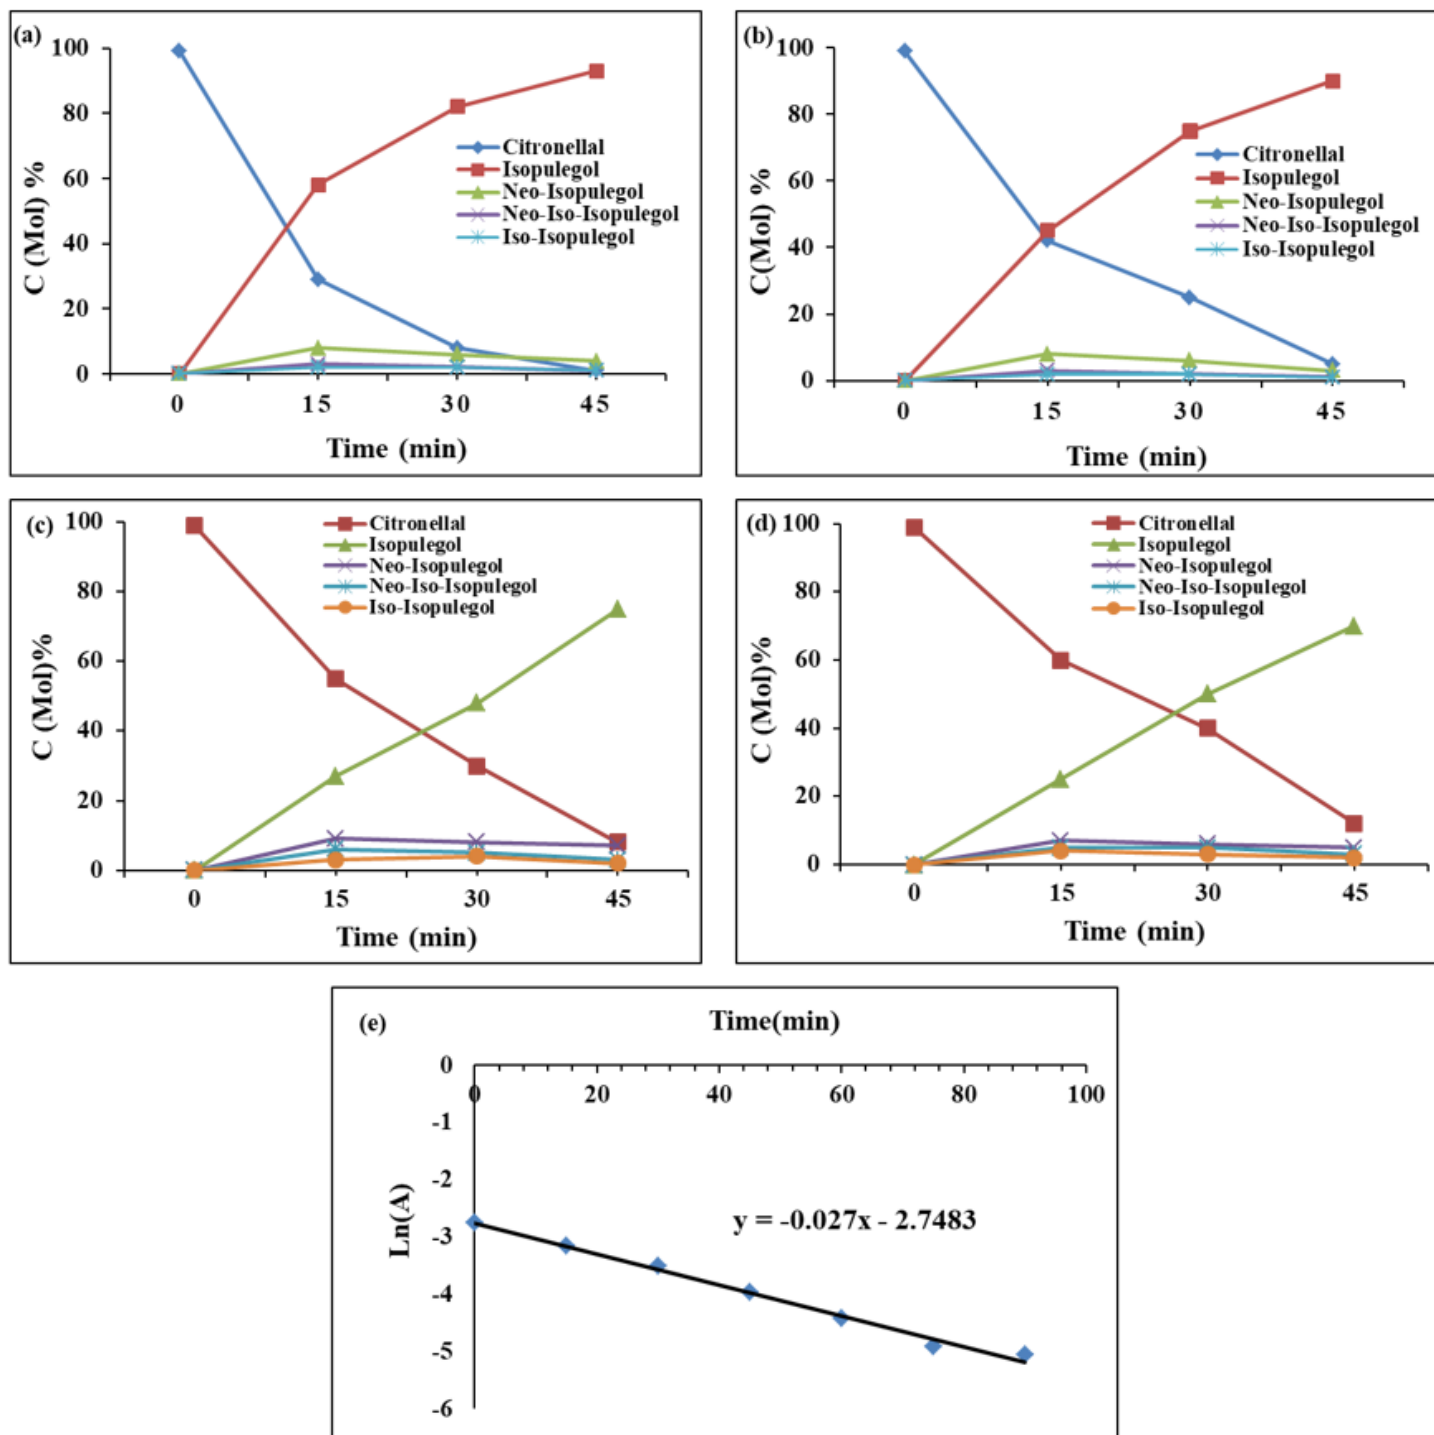 (a)
100
80
60
40
20
0
C (Mol) %
Citronellal
Isopulegol
Neo-Isopulegol
Neo-Iso-Isopulegol
Iso-Isopulegol
0 15 30 45
Time (min)
(b)
100
80
60
40
20
0
C(Mol) %
Citronellal
Isopulegol
Neo-Isopulegol
Neo-Iso-Isopulegol
Iso-Isopulegol
0 15 30 45
Time (min)
(c)
100
80
60
40
20
0
C (Mol)%
Citronellal
Isopulegol
Neo-Isopulegol
Neo-Iso-Isopulegol
Iso-Isopulegol
0 15 30 45
Time (min)
(d)
100
80
60
40
20
0
C (Mol)%
Citronellal
Isopulegol
Neo-Isopulegol
Neo-Iso-Isopulegol
Iso-Isopulegol
0 15 30 45
Time (min)
(e)
Time(min)
0 20 40 60 80 100
0
-1
-2
-3
-4
-5
-6
Ln(A)
y = -0.027x - 2.7483